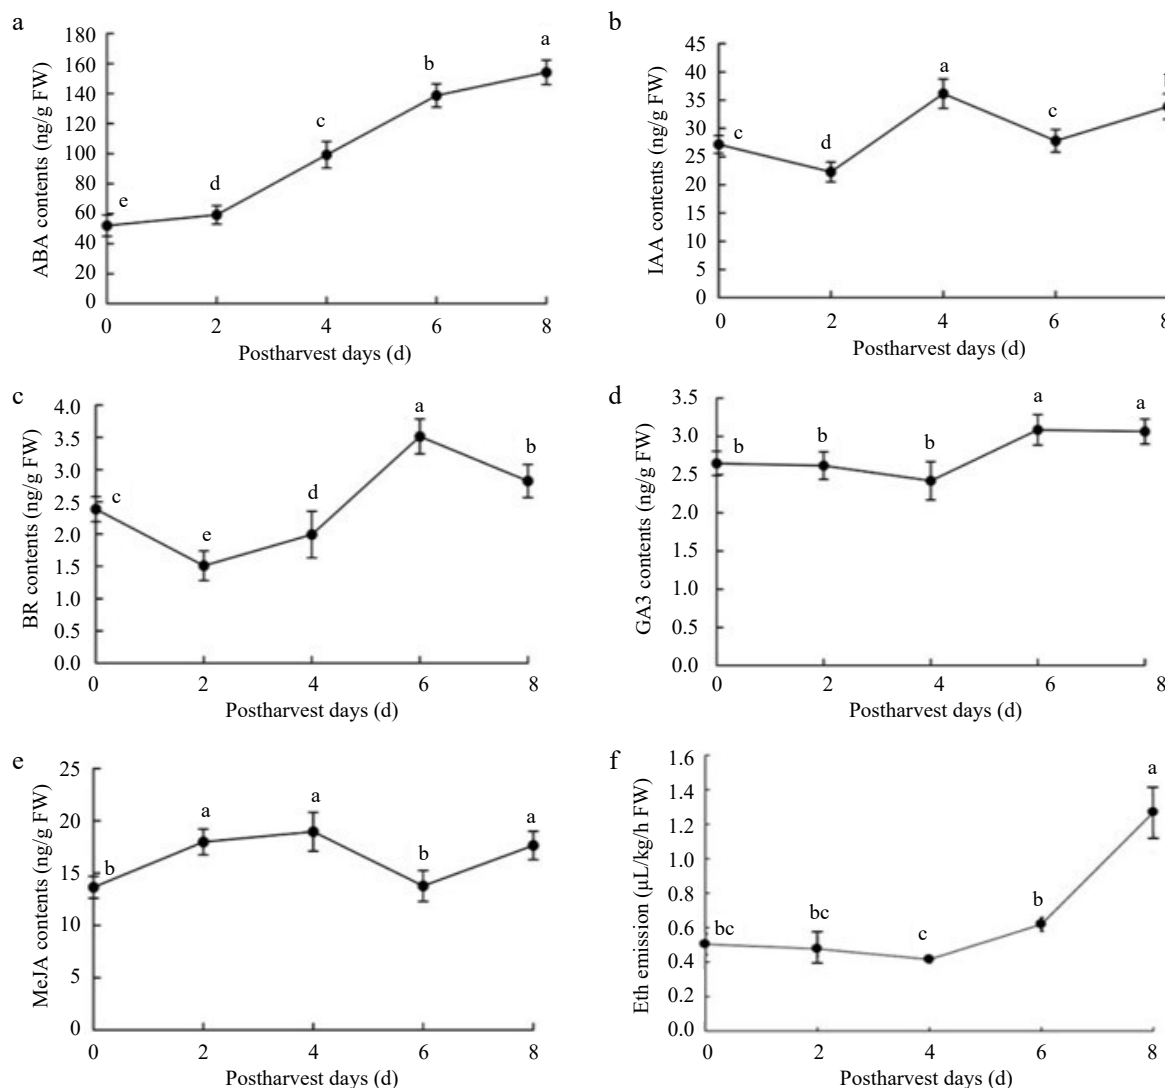 a
ABA contents (ng/g FW)
180
160
140
120
100
80
60
40
20
0
e
d
c
b
a
0 2 4 6 8
Postharvest days (d)
b
IAA contents (ng/g FW)
45
40
35
30
25
20
15
10
5
0
c
d
a
c
0 2 4 6 8
Postharvest days (d)
c
BR contents (ng/g FW)
4.0
3.5
3.0
2.5
2.0
1.5
1.0
0.5
0.0
c
e
d
a
b
0 2 4 6 8
Postharvest days (d)
d
GA3 contents (ng/g FW)
3.5
3.0
2.5
2.0
1.5
1.0
0.5
0.0
b
b
b
a
a
0 2 4 6 8
Postharvest days (d)
e
MeJA contents (ng/g FW)
25
20
15
10
5
0
b
a
a
b
a
0 2 4 6 8
Postharvest days (d)
f
Eth emission (μL/kg/h FW)
1.6
1.4
1.2
1.0
0.8
0.6
0.4
0.2
0.0
bc
bc
c
b
a
0 2 4 6 8
Postharvest days (d)